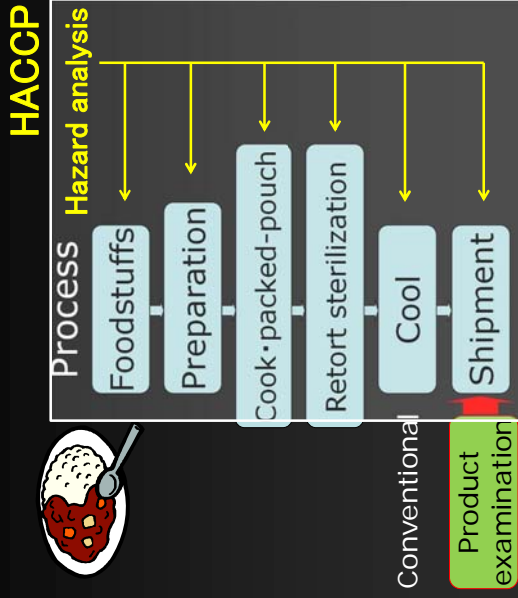 HACCP
Hazard analysis
Process
Foodstuffs
Preparation
Cook・packed-pouch
Retort sterilization
Cool
Shipment
Conventional
Product
examination